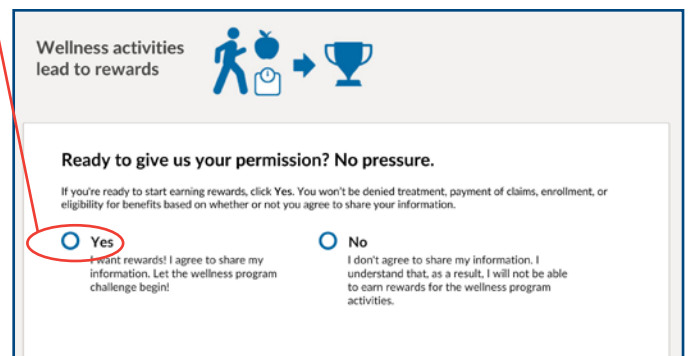 Wellness activities
lead to rewards
Ready to give us your permission? No pressure.
If you're ready to start earning rewards, click Yes. You won't be denied treatment, payment of claims, enrollment, or
eligibility for benefits based on whether or not you agree to share your information.
Yes
I want rewards! I agree to share my
information. Let the wellness program
challenge begin!
No
I don't agree to share my information. I
understand that, as a result, I will not be able
to earn rewards for the wellness program
activities.